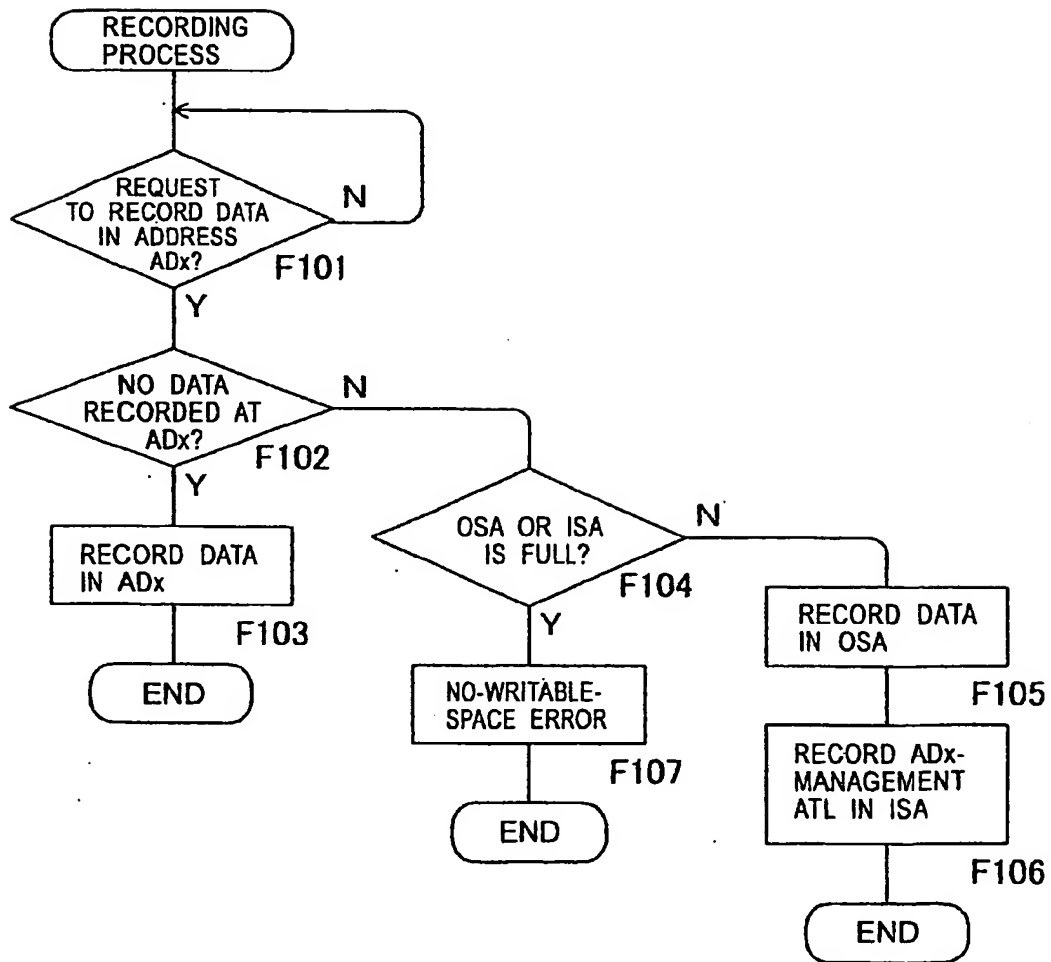 RECORDING
PROCESS
REQUEST
TO RECORD DATA
IN ADDRESS
ADx?
N
F101
Y
NO DATA
RECORDED AT
ADx?
N
F102
Y
RECORD DATA
IN ADx
F103
END
OSA OR ISA
IS FULL?
N
F104
Y
NO-WRITABLE-
SPACE ERROR
F107
END
RECORD DATA
IN OSA
F105
RECORD ADx-
MANAGEMENT
ATL IN ISA
F106
END